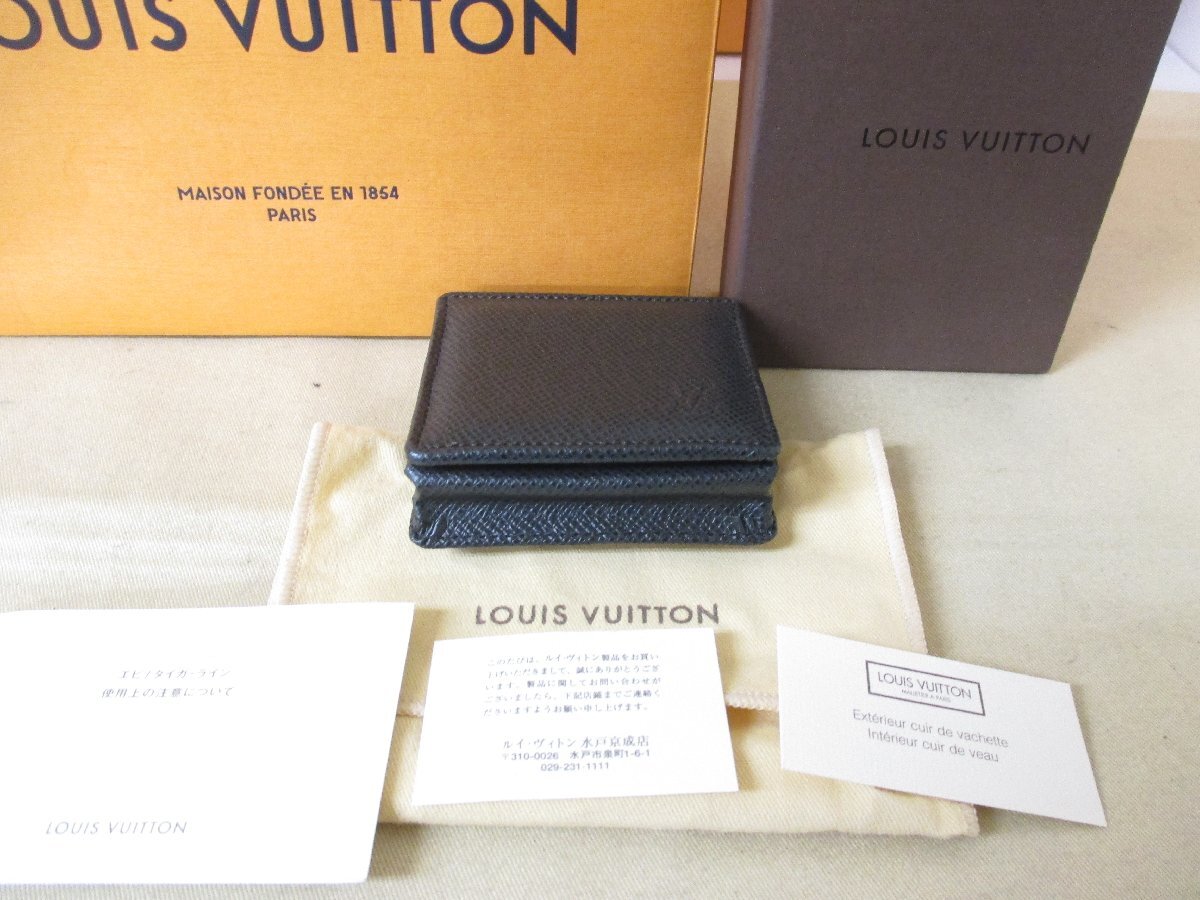 LOUIS VUITTON
MAISON FONDÉE EN 1854
PARIS
LOUIS VUITTON
LOUIS VUITTON
エピ/タイガ・ライン
使用上の注意について
LOUIS VUITTON
このたびは、ルイ・ヴィトン製品をお買い
上げいただきまして、誠にありがとうござ
います。製品に関してお問い合わせが
ございましたら、下記店舗までご連絡く
ださいますようお願い申し上げます。
ルイ・ヴィトン 水戸京成店
〒310-0026 水戸市泉町1-6-1
029-231-1111
LOUIS VUITTON
MALLETIER A PARIS
Extérieur cuir de vachette
Intérieur cuir de veau